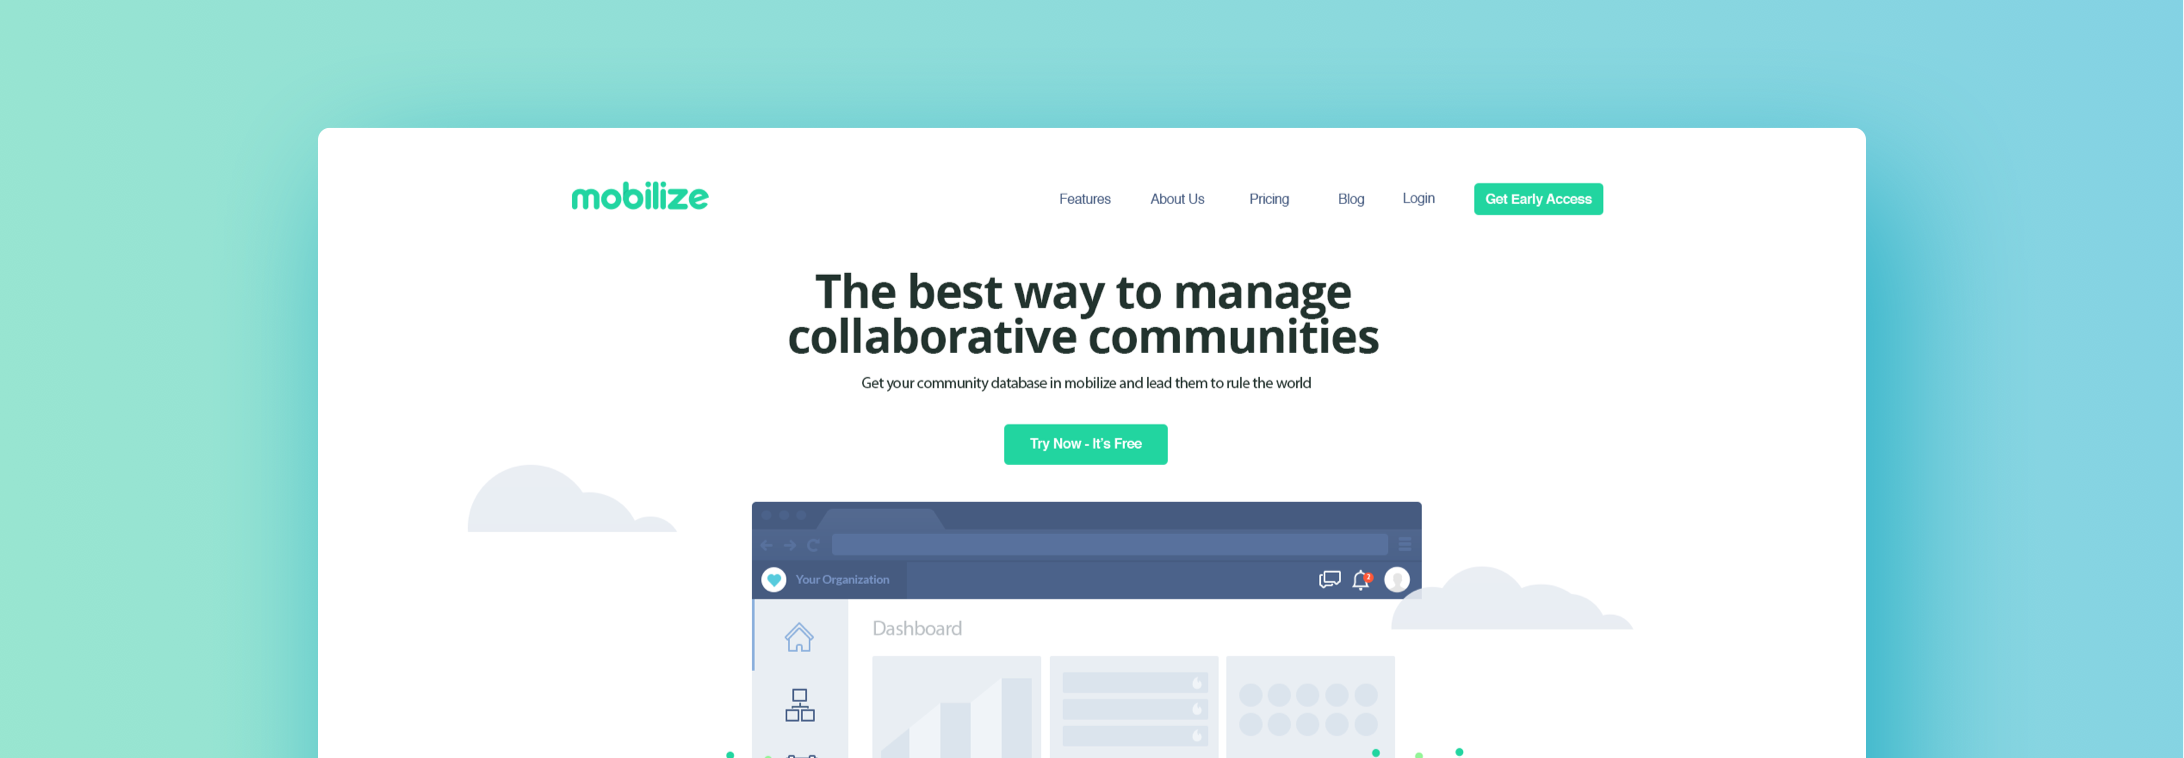 mobilize
Features About Us Pricing Blog Login Get Early Access
The best way to manage
collaborative communities
Get your community database in mobilize and lead them to rule the world
Try Now - It's Free
Your Organization
2
Dashboard